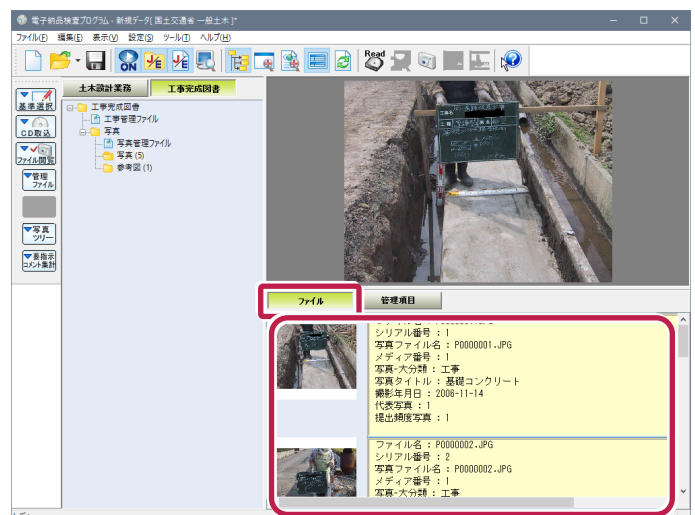 電子納品検査プログラム - 新規データ[ 国土交通省 一般土木 ]*
ファイル(F) 編集(E) 表示(V) 設定(S) ツール(T) ヘルプ(H)
Read
基準選択
CD取込
ファイル閲覧
管理
ファイル
写真
ツリー
要指示
コメント集計
土木設計業務 工事完成図書
工事完成図書
工事管理ファイル
写真
写真管理ファイル
写真 (5)
参考図 (1)
ファイル 管理項目
シリアル番号 : 1
写真ファイル名 : P0000001.JPG
メディア番号 : 1
写真-大分類 : 工事
写真タイトル : 基礎コンクリート
撮影年月日 : 2006-11-14
代表写真 : 1
提出頻度写真 : 1
ファイル名 : P0000002.JPG
シリアル番号 : 2
写真ファイル名 : P0000002.JPG
メディア番号 : 1
写真-大分類 : 工事